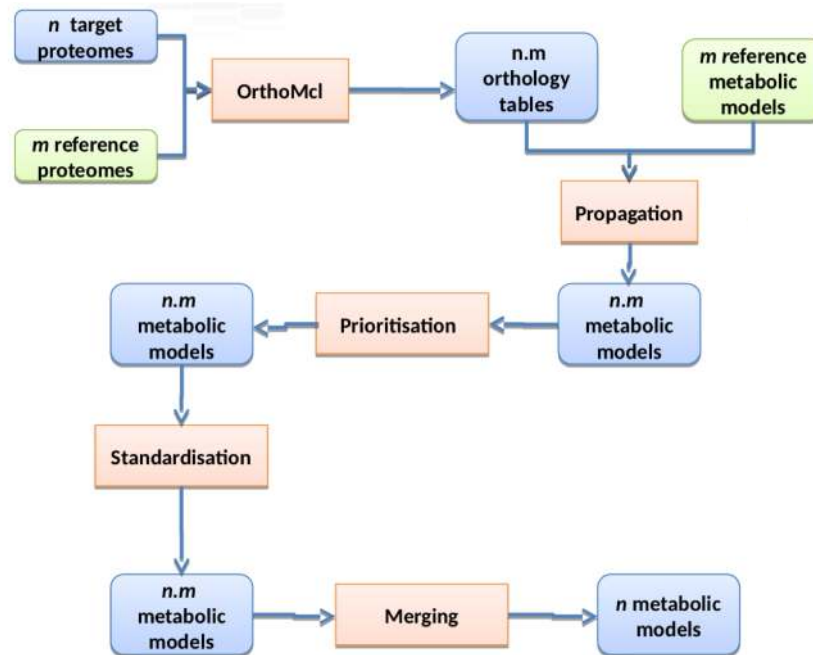 n target
proteomes
OrthoMcl
n.m
orthology
tables
m reference
metabolic
models
m reference
proteomes
Propagation
n.m
metabolic
models
Prioritisation
n.m
metabolic
models
Standardisation
n.m
metabolic
models
Merging
n metabolic
models